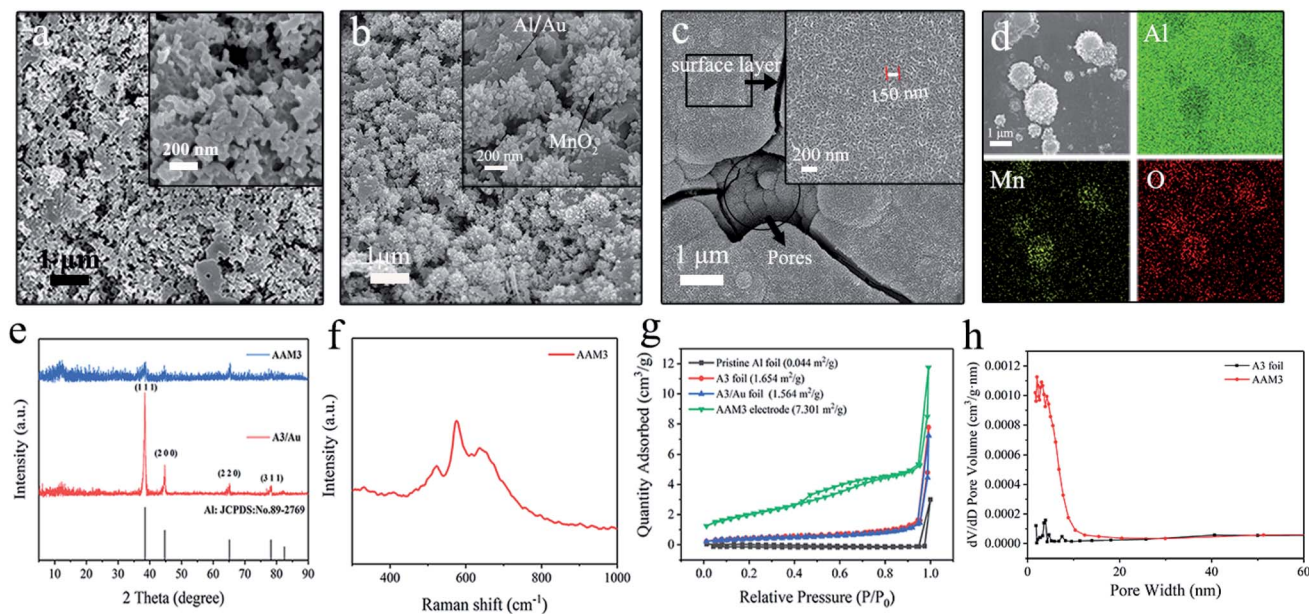 a
200 nm
1 μm
b
Al/Au
MnO₂
200 nm
1μm
c
surface layer
150 nm
200 nm
1 μm
Pores
d
1 μm
Al
Mn
O
e
AAM3
(1 1 1)
A3/Au
(2 0 0)
(2 2 0)
(3 1 1)
Al: JCPDS:No.89-2769
Intensity (a.u.)
10 20 30 40 50 60 70 80 90
2 Theta (degree)
f
AAM3
Intensity (a.u.)
400 600 800 1000
Raman shift (cm⁻¹)
g
Pristine Al foil (0.044 m²/g)
A3 foil (1.654 m²/g)
A3/Au foil (1.564 m²/g)
AAM3 electrode (7.301 m²/g)
Quantity Adsorbed (cm³/g)
12
10
8
6
4
2
0
0.0 0.2 0.4 0.6 0.8 1.0
Relative Pressure (P/P₀)
h
A3 foil
AAM3
dV/dD Pore Volume (cm³/g·nm)
0.0012
0.0010
0.0008
0.0006
0.0004
0.0002
0.0000
0 10 20 30 40 50 60
Pore Width (nm)